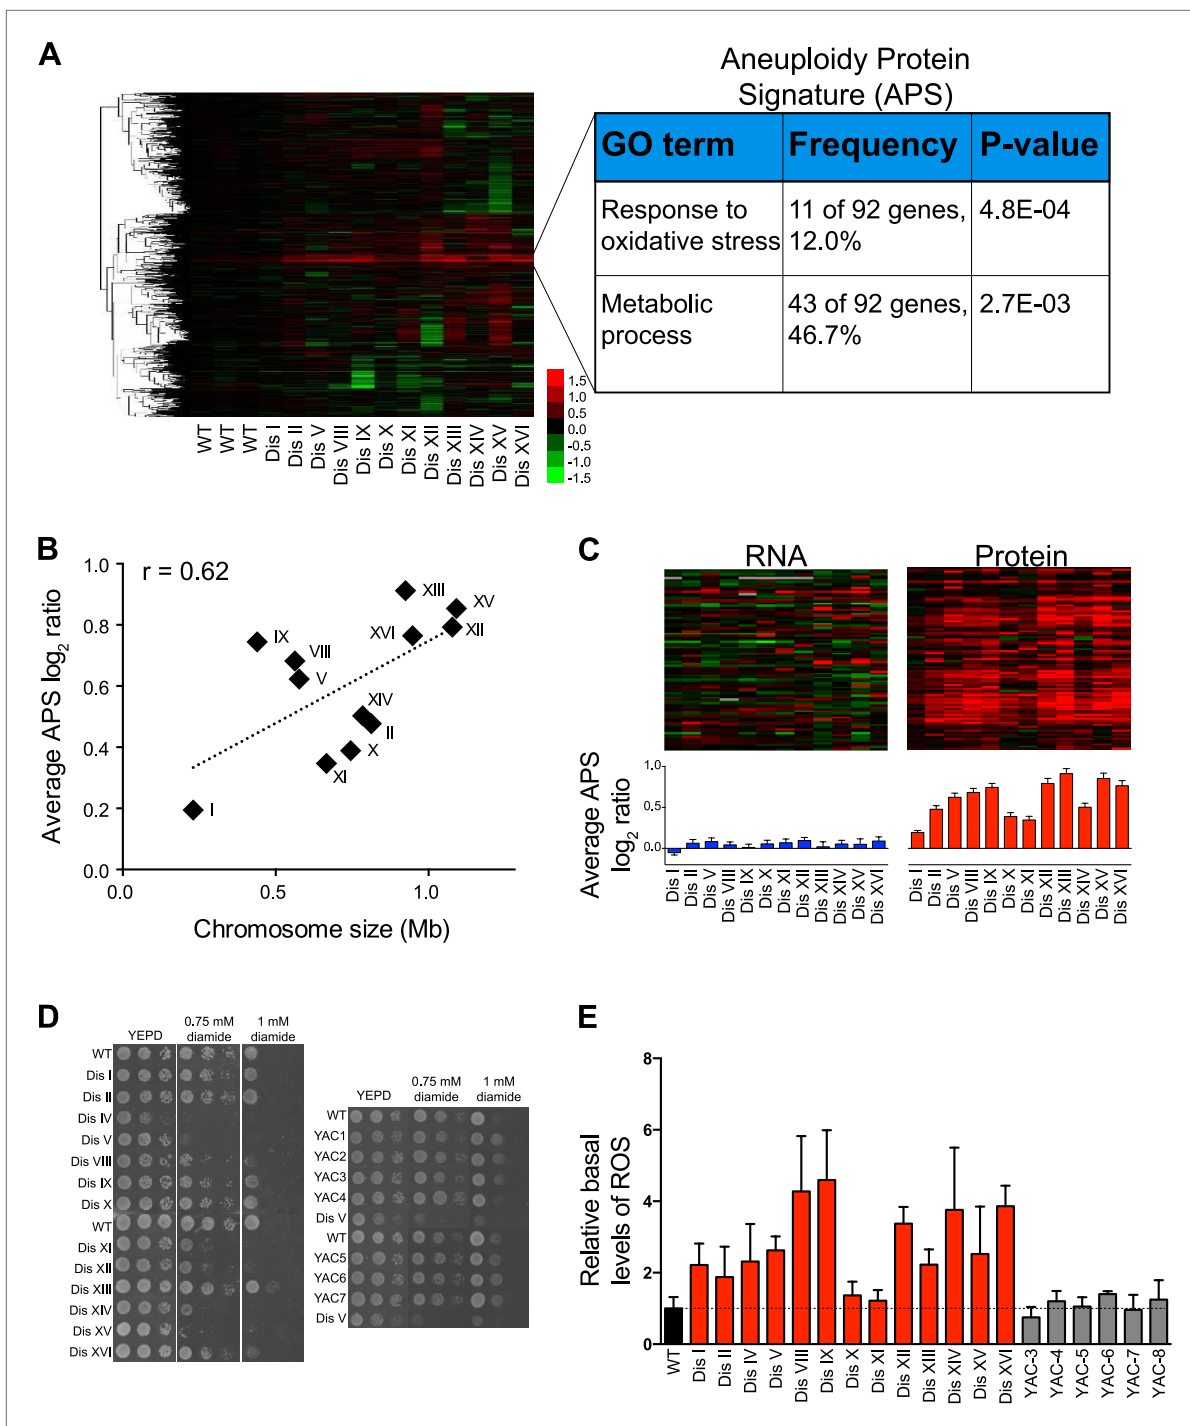 A
Aneuploidy Protein
Signature (APS)
GO term Frequency P-value
Response to oxidative stress 11 of 92 genes, 12.0% 4.8E-04
Metabolic process 43 of 92 genes, 46.7% 2.7E-03
1.5
1.0
0.5
0.0
-0.5
-1.0
-1.5
WT WT WT Dis I Dis II Dis V Dis VIII Dis IX Dis X Dis XI Dis XII Dis XIII Dis XIV Dis XV Dis XVI
B
r = 0.62
Average APS log2 ratio
1.0
0.8
0.6
0.4
0.2
0.0
XIII
XV
XVI
XII
IX
VIII
V
XIV
II
X
XI
I
0.0 0.5 1.0
Chromosome size (Mb)
C
RNA Protein
Average APS
log2 ratio
1.0
0.5
0.0
Dis I Dis II Dis V Dis VIII Dis IX Dis X Dis XI Dis XII Dis XIII Dis XIV Dis XV Dis XVI
Dis I Dis II Dis V Dis VIII Dis IX Dis X Dis XI Dis XII Dis XIII Dis XIV Dis XV Dis XVI
D
YEPD 0.75 mM diamide 1 mM diamide
WT
Dis I
Dis II
Dis IV
Dis V
Dis VIII
Dis IX
Dis X
WT
Dis XI
Dis XII
Dis XIII
Dis XIV
Dis XV
Dis XVI
YEPD 0.75 mM diamide 1 mM diamide
WT
YAC1
YAC2
YAC3
YAC4
Dis V
WT
YAC5
YAC6
YAC7
Dis V
E
Relative basal
levels of ROS
8
6
4
2
0
WT Dis I Dis II Dis IV Dis V Dis VIII Dis IX Dis X Dis XI Dis XII Dis XIII Dis XIV Dis XV Dis XVI YAC-3 YAC-4 YAC-5 YAC-6 YAC-7 YAC-8